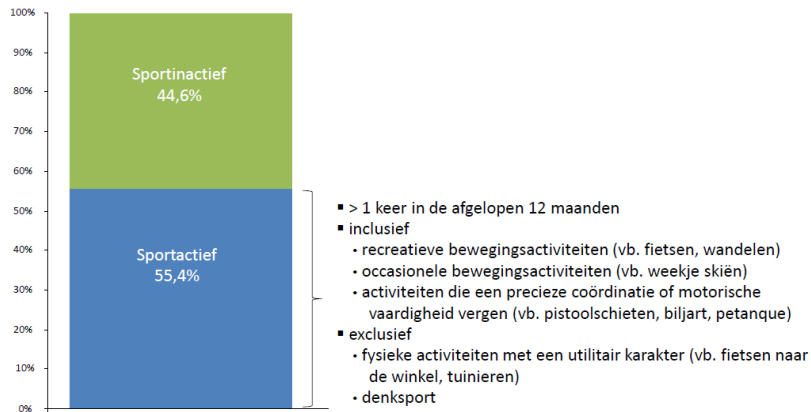 100%
90%
80%
70%
60%
50%
40%
30%
20%
10%
0%
Sportinactief
44,6%
Sportactief
55,4%
▪ > 1 keer in de afgelopen 12 maanden
▪ inclusief
• recreatieve bewegingsactiviteiten (vb. fietsen, wandelen)
• occasionele bewegingsactiviteiten (vb. weekje skiën)
• activiteiten die een precieze coördinatie of motorische
vaardigheid vergen (vb. pistoolschieten, biljart, petanque)
▪ exclusief
• fysieke activiteiten met een utilitair karakter (vb. fietsen naar
de winkel, tuinieren)
• denksport